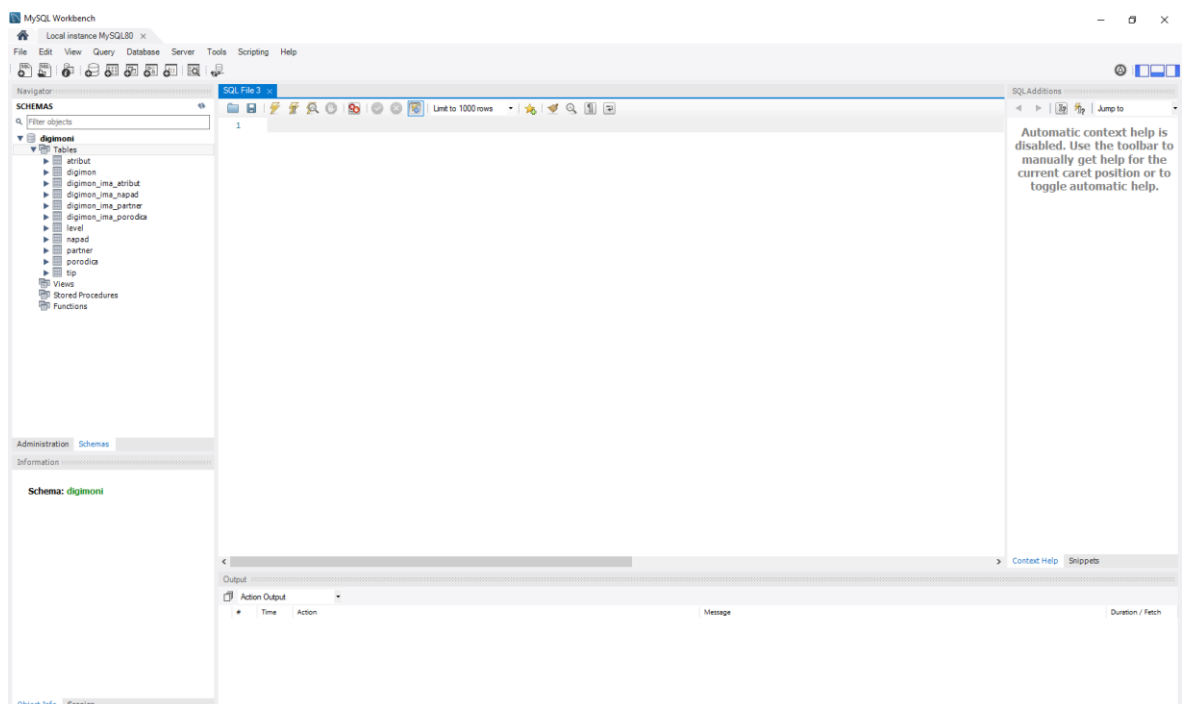 MySQL Workbench
Local instance MySQL80 ×
File Edit View Query Database Server Tools Scripting Help
Navigator
SCHEMAS
Filter objects
digimoni
Tables
atribut
digimon
digimon_ima_atribut
digimon_ima_napad
digimon_ima_partner
digimon_ima_porodica
level
napad
partner
porodica
tip
Views
Stored Procedures
Functions
Administration Schemas
Information
Schema: digimoni
SQL File 3 ×
Limit to 1000 rows
1
SQLAdditions
Jump to
Automatic context help is
disabled. Use the toolbar to
manually get help for the
current caret position or to
toggle automatic help.
Context Help Snippets
Output
Action Output
# Time Action Message Duration / Fetch
Object Info Session